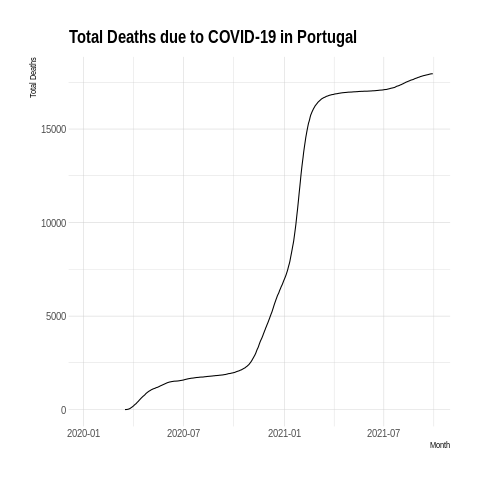 Total Deaths due to COVID-19 in Portugal
Total Deaths
15000
10000
5000
0
2020-01
2020-07
2021-01
2021-07
Month